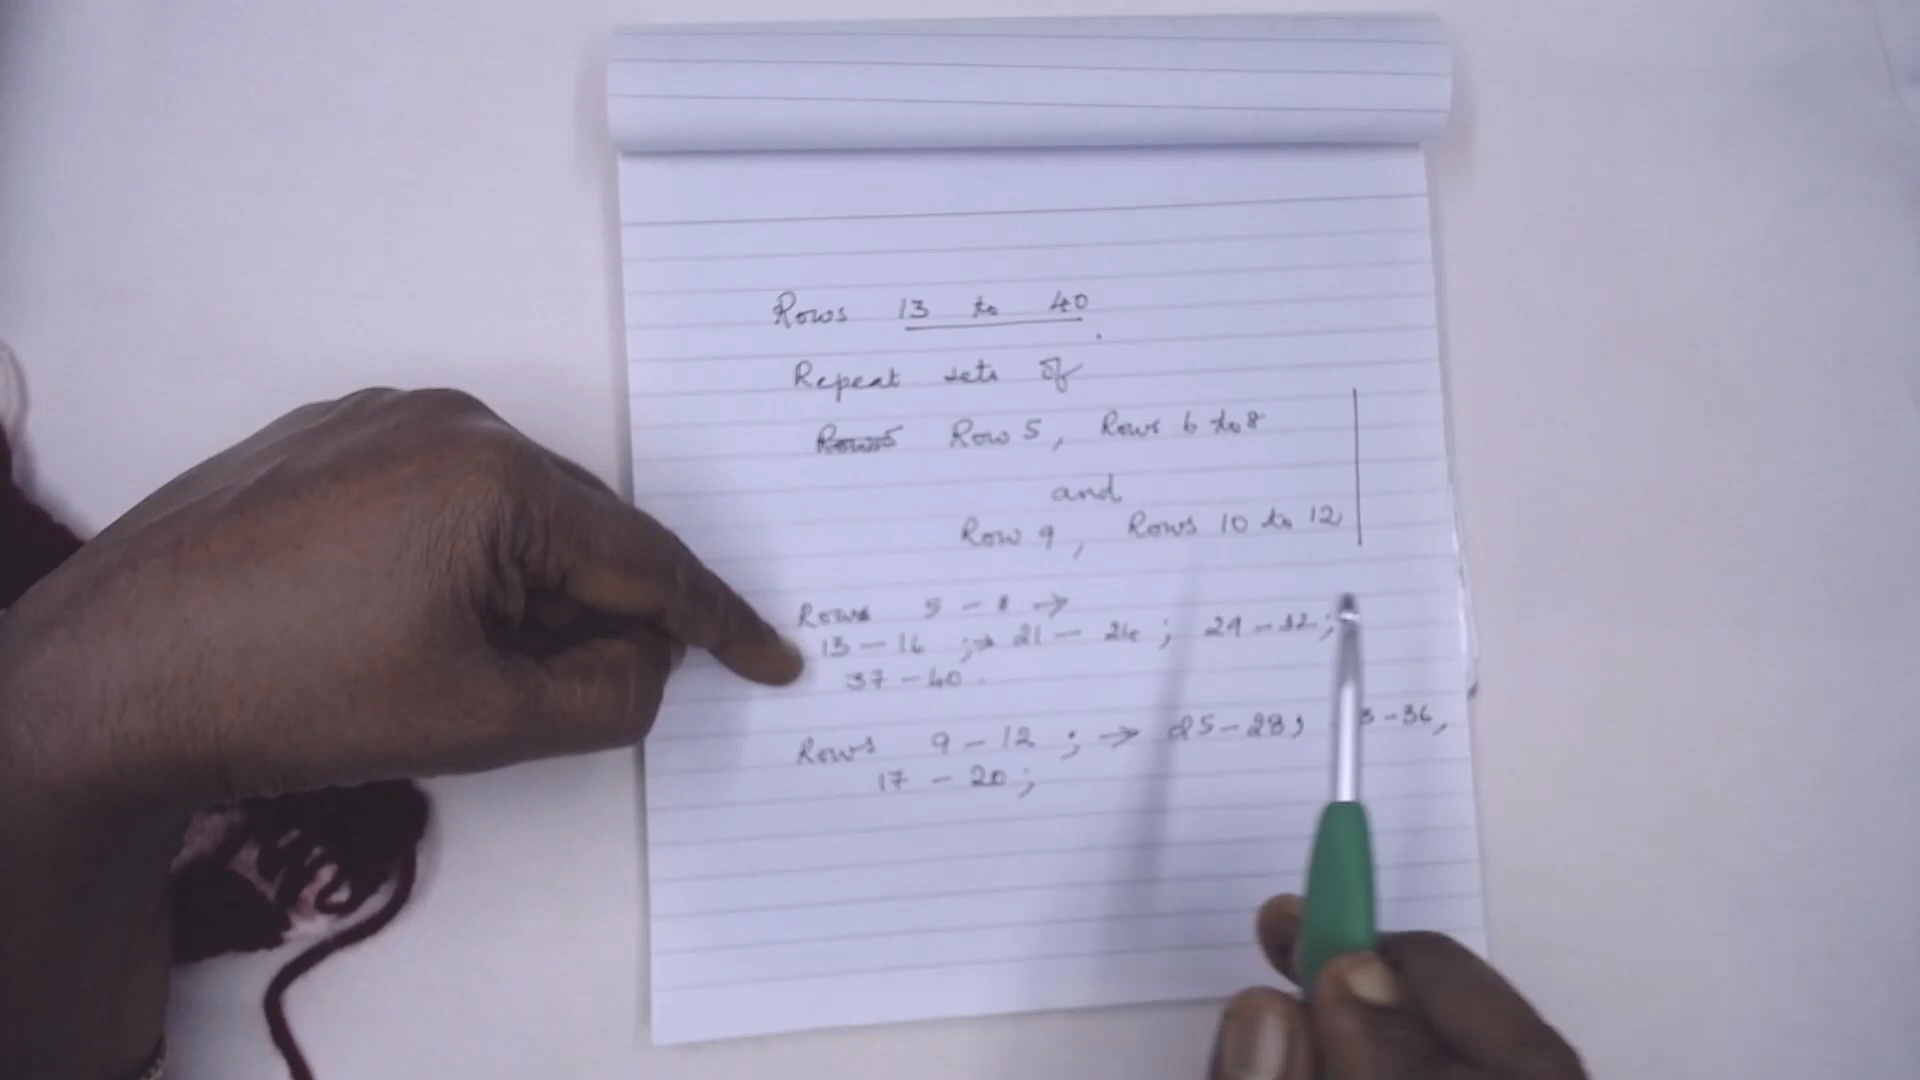 Rows 13 to 40.
Repeat sets of
Row 5, Rows 6 to 8
and
Row 9, Rows 10 to 12
Rows 5 - 8 →
13 - 16 ; → 21 - 24 ; 29 - 32 ;
37 - 40 .
Rows 9 - 12 ; → 25 - 28 ; - 36,
17 - 20 ;